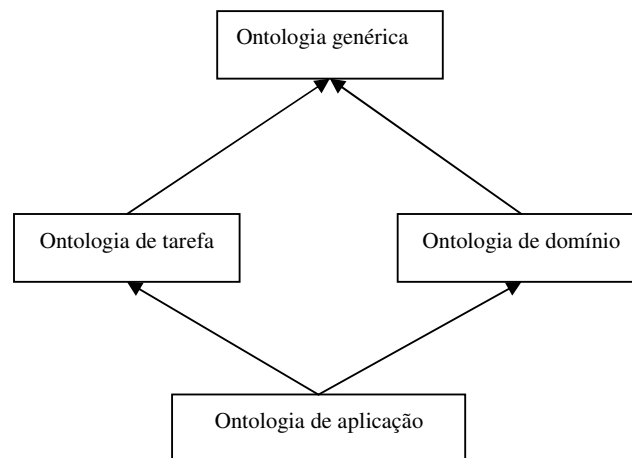 Ontologia genérica
Ontologia de tarefa
Ontologia de domínio
Ontologia de aplicação